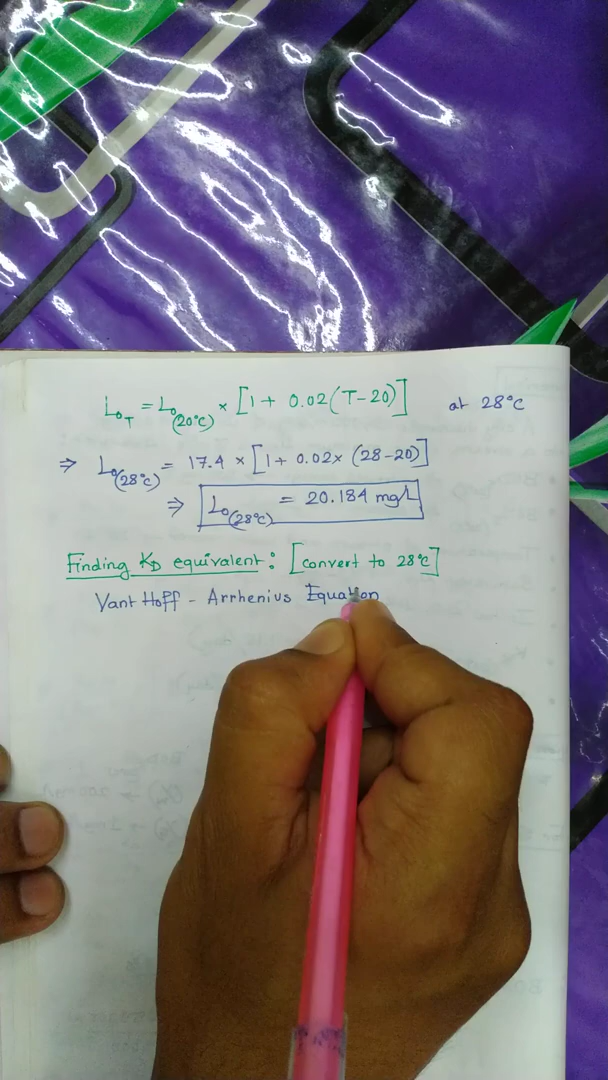 L₀T = L₀(20°C) × [1 + 0.02(T-20)] at 28°C
⇒ L₀(28°C) = 17.4 × [1 + 0.02 × (28-20)]
⇒ L₀(28°C) = 20.184 mg/L
Finding KD equivalent: [convert to 28°C]
Vant Hoff - Arrhenius Equation